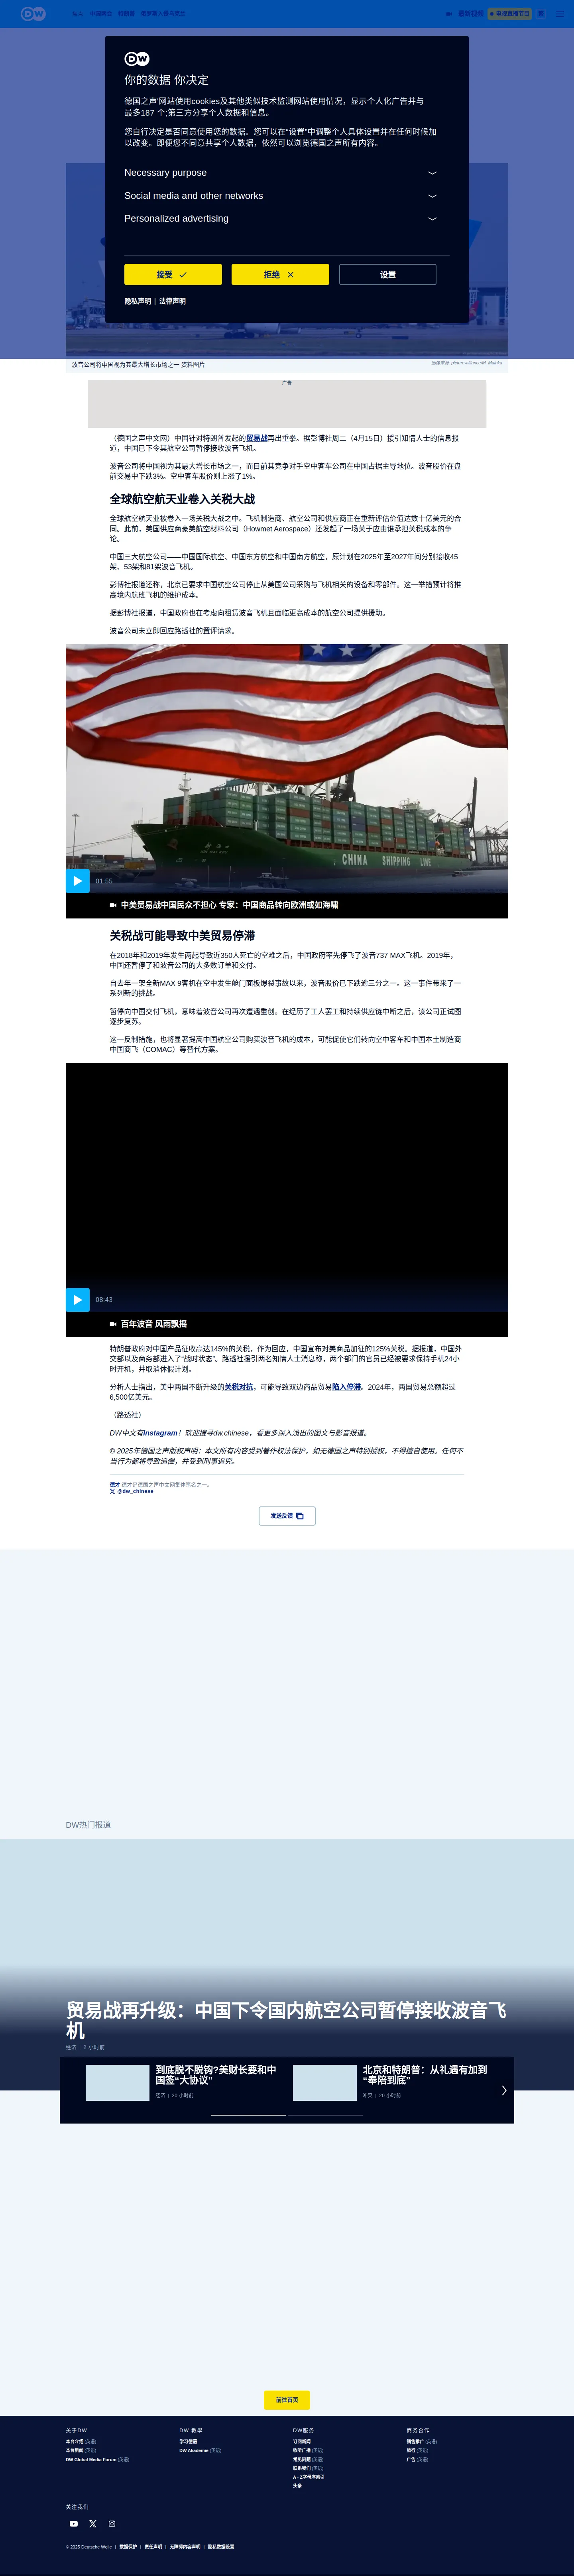 DW
中国两会
特朗普
俄罗斯入侵乌克兰
最新视频
电视直播节目
DW
你的数据 你决定
德国之声'网站使用cookies及其他类似技术监测网站使用情况，显示个人化广告并与
最多187 个;第三方分享个人数据和信息。
您自行决定是否同意使用您的数据。您可以在"设置"中调整个人具体设置并在任何时候加
以改变。即便您不同意共享个人数据，依然可以浏览德国之声所有内容。
Necessary purpose
Social media and other networks
Personalized advertising
接受
拒绝
设置
隐私声明 | 法律声明
波音公司将中国视为其最大增长市场之一 资料图片
图像来源: picture-alliance/M. Mainka
广告
（德国之声中文网）中国针对特朗普发起的贸易战再出重拳。据彭博社周二（4月15日）援引知情人士的信息报
道，中国已下令其航空公司暂停接收波音飞机。
波音公司将中国视为其最大增长市场之一，而目前其竞争对手空中客车公司在中国占据主导地位。波音股价在盘
前交易中下跌3%。空中客车股价则上涨了1%。
全球航空航天业卷入关税大战
全球航空航天业被卷入一场关税大战之中。飞机制造商、航空公司和供应商正在重新评估价值达数十亿美元的合
同。此前，美国供应商豪美航空材料公司（Howmet Aerospace）还发起了一场关于应由谁承担关税成本的争
论。
中国三大航空公司——中国国际航空、中国东方航空和中国南方航空，原计划在2025年至2027年间分别接收45
架、53架和81架波音飞机。
彭博社报道还称，北京已要求中国航空公司停止从美国公司采购与飞机相关的设备和零部件。这一举措预计将推
高境内航班飞机的维护成本。
据彭博社报道，中国政府也在考虑向租赁波音飞机且面临更高成本的航空公司提供援助。
波音公司未立即回应路透社的置评请求。
CHINA SHIPPING LINE
01:55
中美贸易战中国民众不担心 专家：中国商品转向欧洲或如海啸
关税战可能导致中美贸易停滞
在2018年和2019年发生两起导致近350人死亡的空难之后，中国政府率先停飞了波音737 MAX飞机。2019年，
中国还暂停了和波音公司的大多数订单和交付。
自去年一架全新MAX 9客机在空中发生舱门面板爆裂事故以来，波音股价已下跌逾三分之一。这一事件带来了一
系列新的挑战。
暂停向中国交付飞机，意味着波音公司再次遭遇重创。在经历了工人罢工和持续供应链中断之后，该公司正试图
逐步复苏。
这一反制措施，也将显著提高中国航空公司购买波音飞机的成本，可能促使它们转向空中客车和中国本土制造商
中国商飞（COMAC）等替代方案。
08:43
百年波音 风雨飘摇
特朗普政府对中国产品征收高达145%的关税，作为回应，中国宣布对美商品加征的125%关税。据报道，中国外
交部以及商务部进入了“战时状态”。路透社援引两名知情人士消息称，两个部门的官员已经被要求保持手机24小
时开机，并取消休假计划。
分析人士指出，美中两国不断升级的关税对抗，可能导致双边商品贸易陷入停滞。2024年，两国贸易总额超过
6,500亿美元。
（路透社）
DW中文有Instagram！欢迎搜寻dw.chinese，看更多深入浅出的图文与影音报道。
© 2025年德国之声版权声明：本文所有内容受到著作权法保护，如无德国之声特别授权，不得擅自使用。任何不
当行为都将导致追偿，并受到刑事追究。
德才 德才是德国之声中文网集体笔名之一。
@dw_chinese
发送反馈
DW热门报道
贸易战再升级：中国下令国内航空公司暂停接收波音飞
机
经济 | 2 小时前
到底脱不脱钩?美财长要和中
国签“大协议”
经济 | 20 小时前
北京和特朗普：从礼遇有加到
“奉陪到底”
冲突 | 20 小时前
前往首页
关于DW
本台介绍 (英语)
本台新闻 (英语)
DW Global Media Forum (英语)
DW 教學
学习德语
DW Akademie (英语)
DW服务
订阅新闻
收听广播 (英语)
常见问题 (英语)
联系我们 (英语)
A - Z字母序索引
头条
商务合作
销售推广 (英语)
旅行 (英语)
广告 (英语)
关注我们
© 2025 Deutsche Welle | 数据保护 | 责任声明 | 无障碍内容声明 | 隐私数据设置